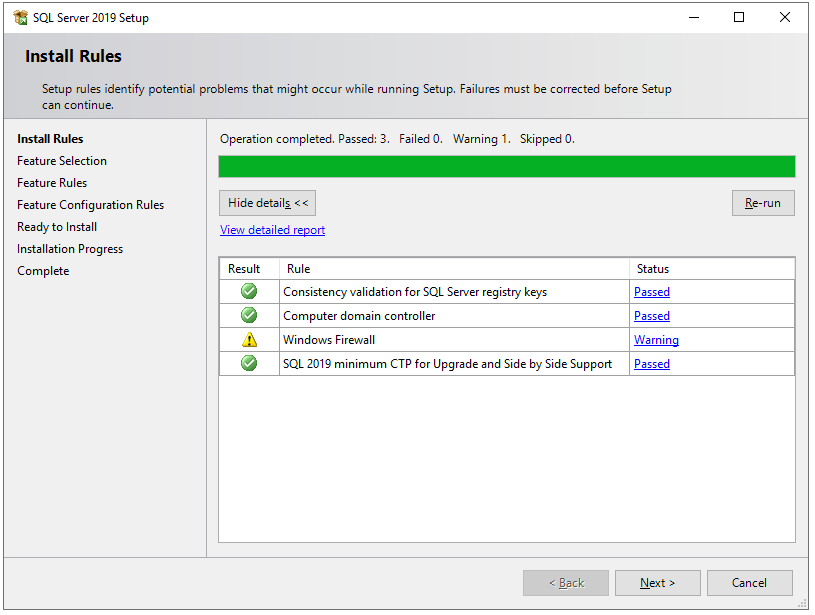 SQL Server 2019 Setup
Install Rules
Setup rules identify potential problems that might occur while running Setup. Failures must be corrected before Setup
can continue.
Install Rules
Feature Selection
Feature Rules
Feature Configuration Rules
Ready to Install
Installation Progress
Complete
Operation completed. Passed: 3. Failed 0. Warning 1. Skipped 0.
Hide details <<
Re-run
View detailed report
Result Rule Status
Consistency validation for SQL Server registry keys Passed
Computer domain controller Passed
Windows Firewall Warning
SQL 2019 minimum CTP for Upgrade and Side by Side Support Passed
< Back Next > Cancel